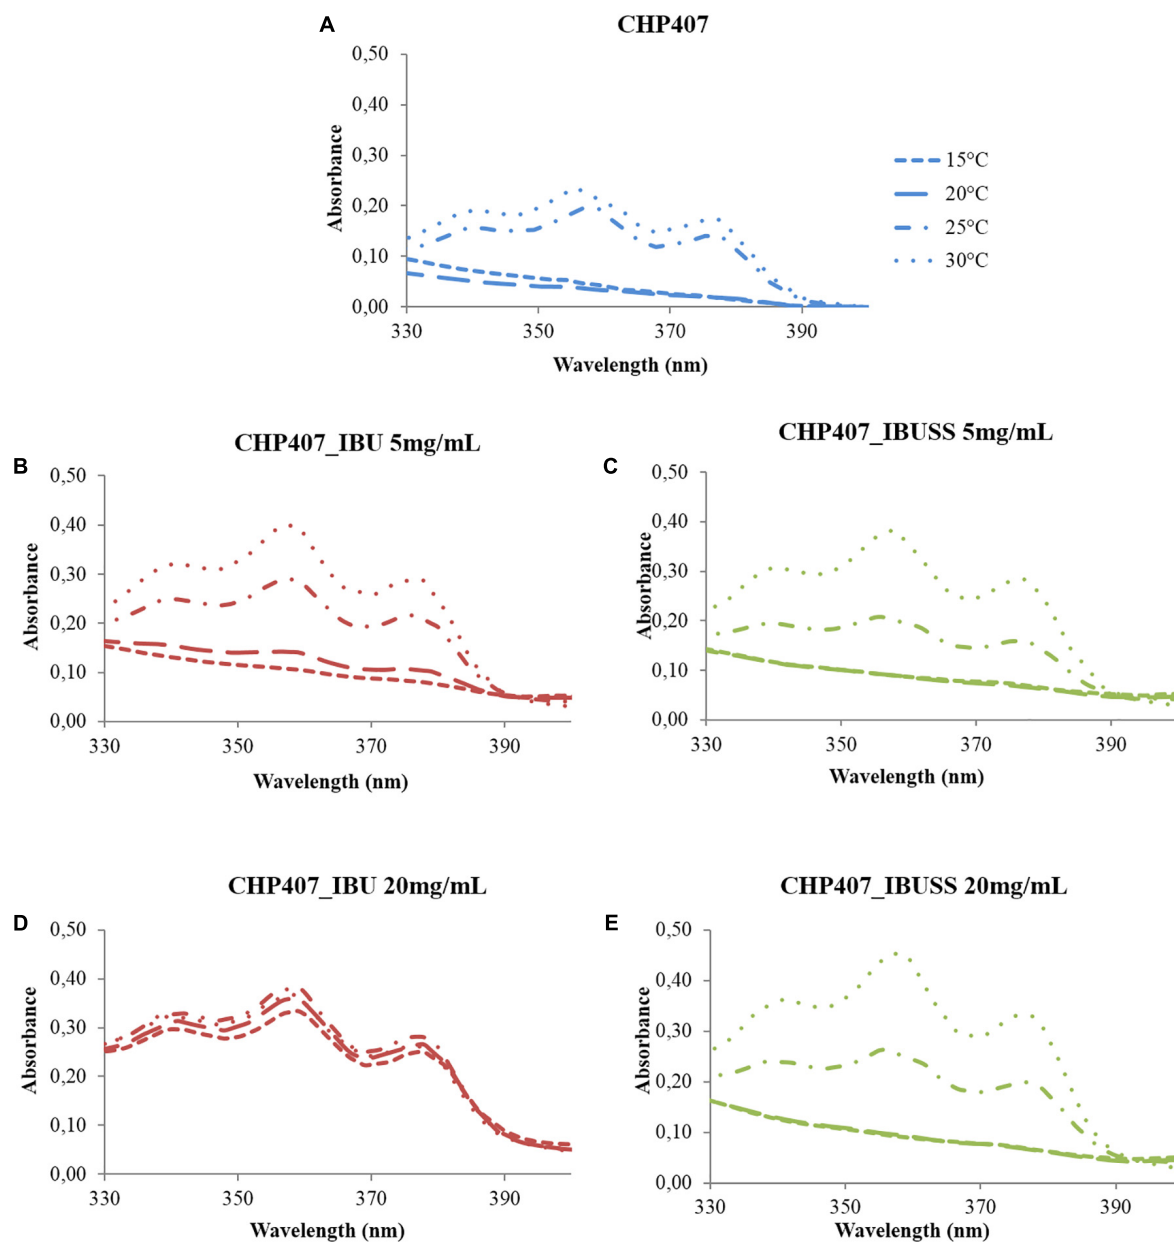 A
CHP407
0,50
0,40
0,30
0,20
0,10
0,00
Absorbance
330
350
370
390
Wavelength (nm)
15°C
20°C
25°C
30°C
B
CHP407_IBU 5mg/mL
0,50
0,40
0,30
0,20
0,10
0,00
Absorbance
330
350
370
390
Wavelength (nm)
C
CHP407_IBUSS 5mg/mL
0,50
0,40
0,30
0,20
0,10
0,00
Absorbance
330
350
370
390
Wavelength (nm)
D
CHP407_IBU 20mg/mL
0,50
0,40
0,30
0,20
0,10
0,00
Absorbance
330
350
370
390
Wavelength (nm)
E
CHP407_IBUSS 20mg/mL
0,50
0,40
0,30
0,20
0,10
0,00
Absorbance
330
350
370
390
Wavelength (nm)